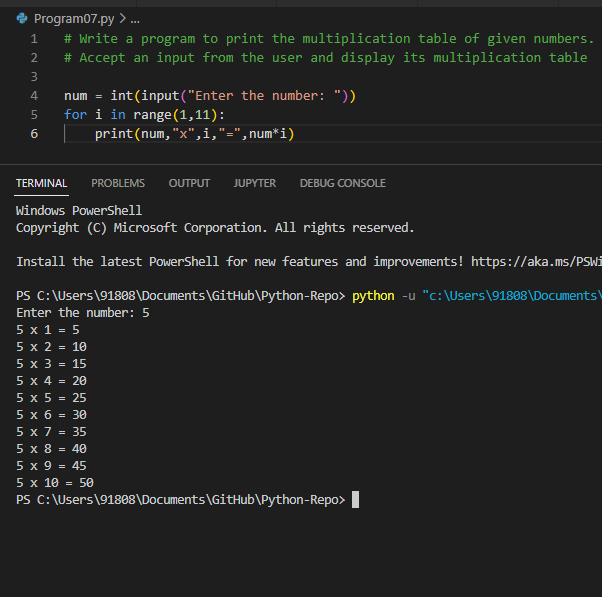 Program07.py > ...
1 # Write a program to print the multiplication table of given numbers.
2 # Accept an input from the user and display its multiplication table
3
4 num = int(input("Enter the number: "))
5 for i in range(1,11):
6 print(num,"x",i,"=",num*i)
TERMINAL PROBLEMS OUTPUT JUPYTER DEBUG CONSOLE
Windows PowerShell
Copyright (C) Microsoft Corporation. All rights reserved.
Install the latest PowerShell for new features and improvements! https://aka.ms/PSWi
PS C:\Users\91808\Documents\GitHub\Python-Repo> python -u "c:\Users\91808\Documents\
Enter the number: 5
5 x 1 = 5
5 x 2 = 10
5 x 3 = 15
5 x 4 = 20
5 x 5 = 25
5 x 6 = 30
5 x 7 = 35
5 x 8 = 40
5 x 9 = 45
5 x 10 = 50
PS C:\Users\91808\Documents\GitHub\Python-Repo>